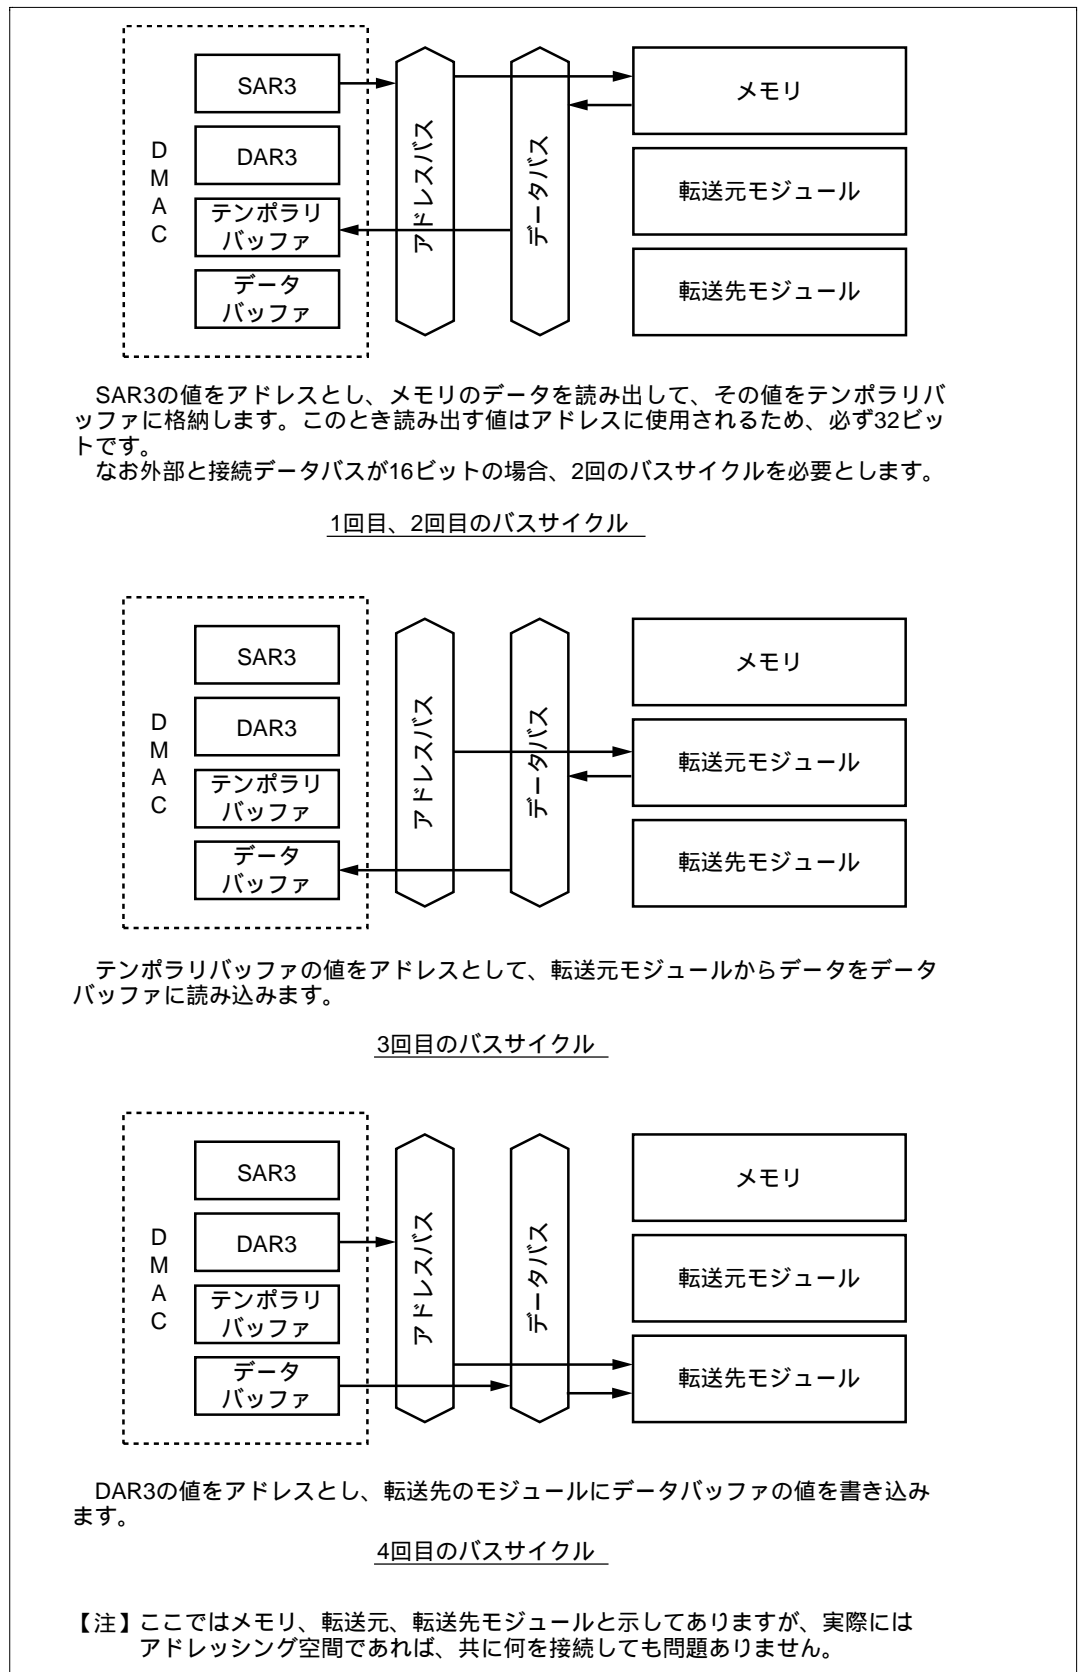 SAR3
DAR3
テンポラリ
バッファ
データ
バッファ
D
M
A
C
アドレスバス
データバス
メモリ
転送元モジュール
転送先モジュール
SAR3の値をアドレスとし、メモリのデータを読み出して、その値をテンポラリバ
ッファに格納します。このとき読み出す値はアドレスに使用されるため、必ず32ビッ
トです。
なお外部と接続データバスが16ビットの場合、2回のバスサイクルを必要とします。
1回目、2回目のバスサイクル
SAR3
DAR3
テンポラリ
バッファ
データ
バッファ
D
M
A
C
アドレスバス
データバス
メモリ
転送元モジュール
転送先モジュール
テンポラリバッファの値をアドレスとして、転送元モジュールからデータをデータ
バッファに読み込みます。
3回目のバスサイクル
SAR3
DAR3
テンポラリ
バッファ
データ
バッファ
D
M
A
C
アドレスバス
データバス
メモリ
転送元モジュール
転送先モジュール
DAR3の値をアドレスとし、転送先のモジュールにデータバッファの値を書き込み
ます。
4回目のバスサイクル
【注】ここではメモリ、転送元、転送先モジュールと示してありますが、実際には
アドレッシング空間であれば、共に何を接続しても問題ありません。